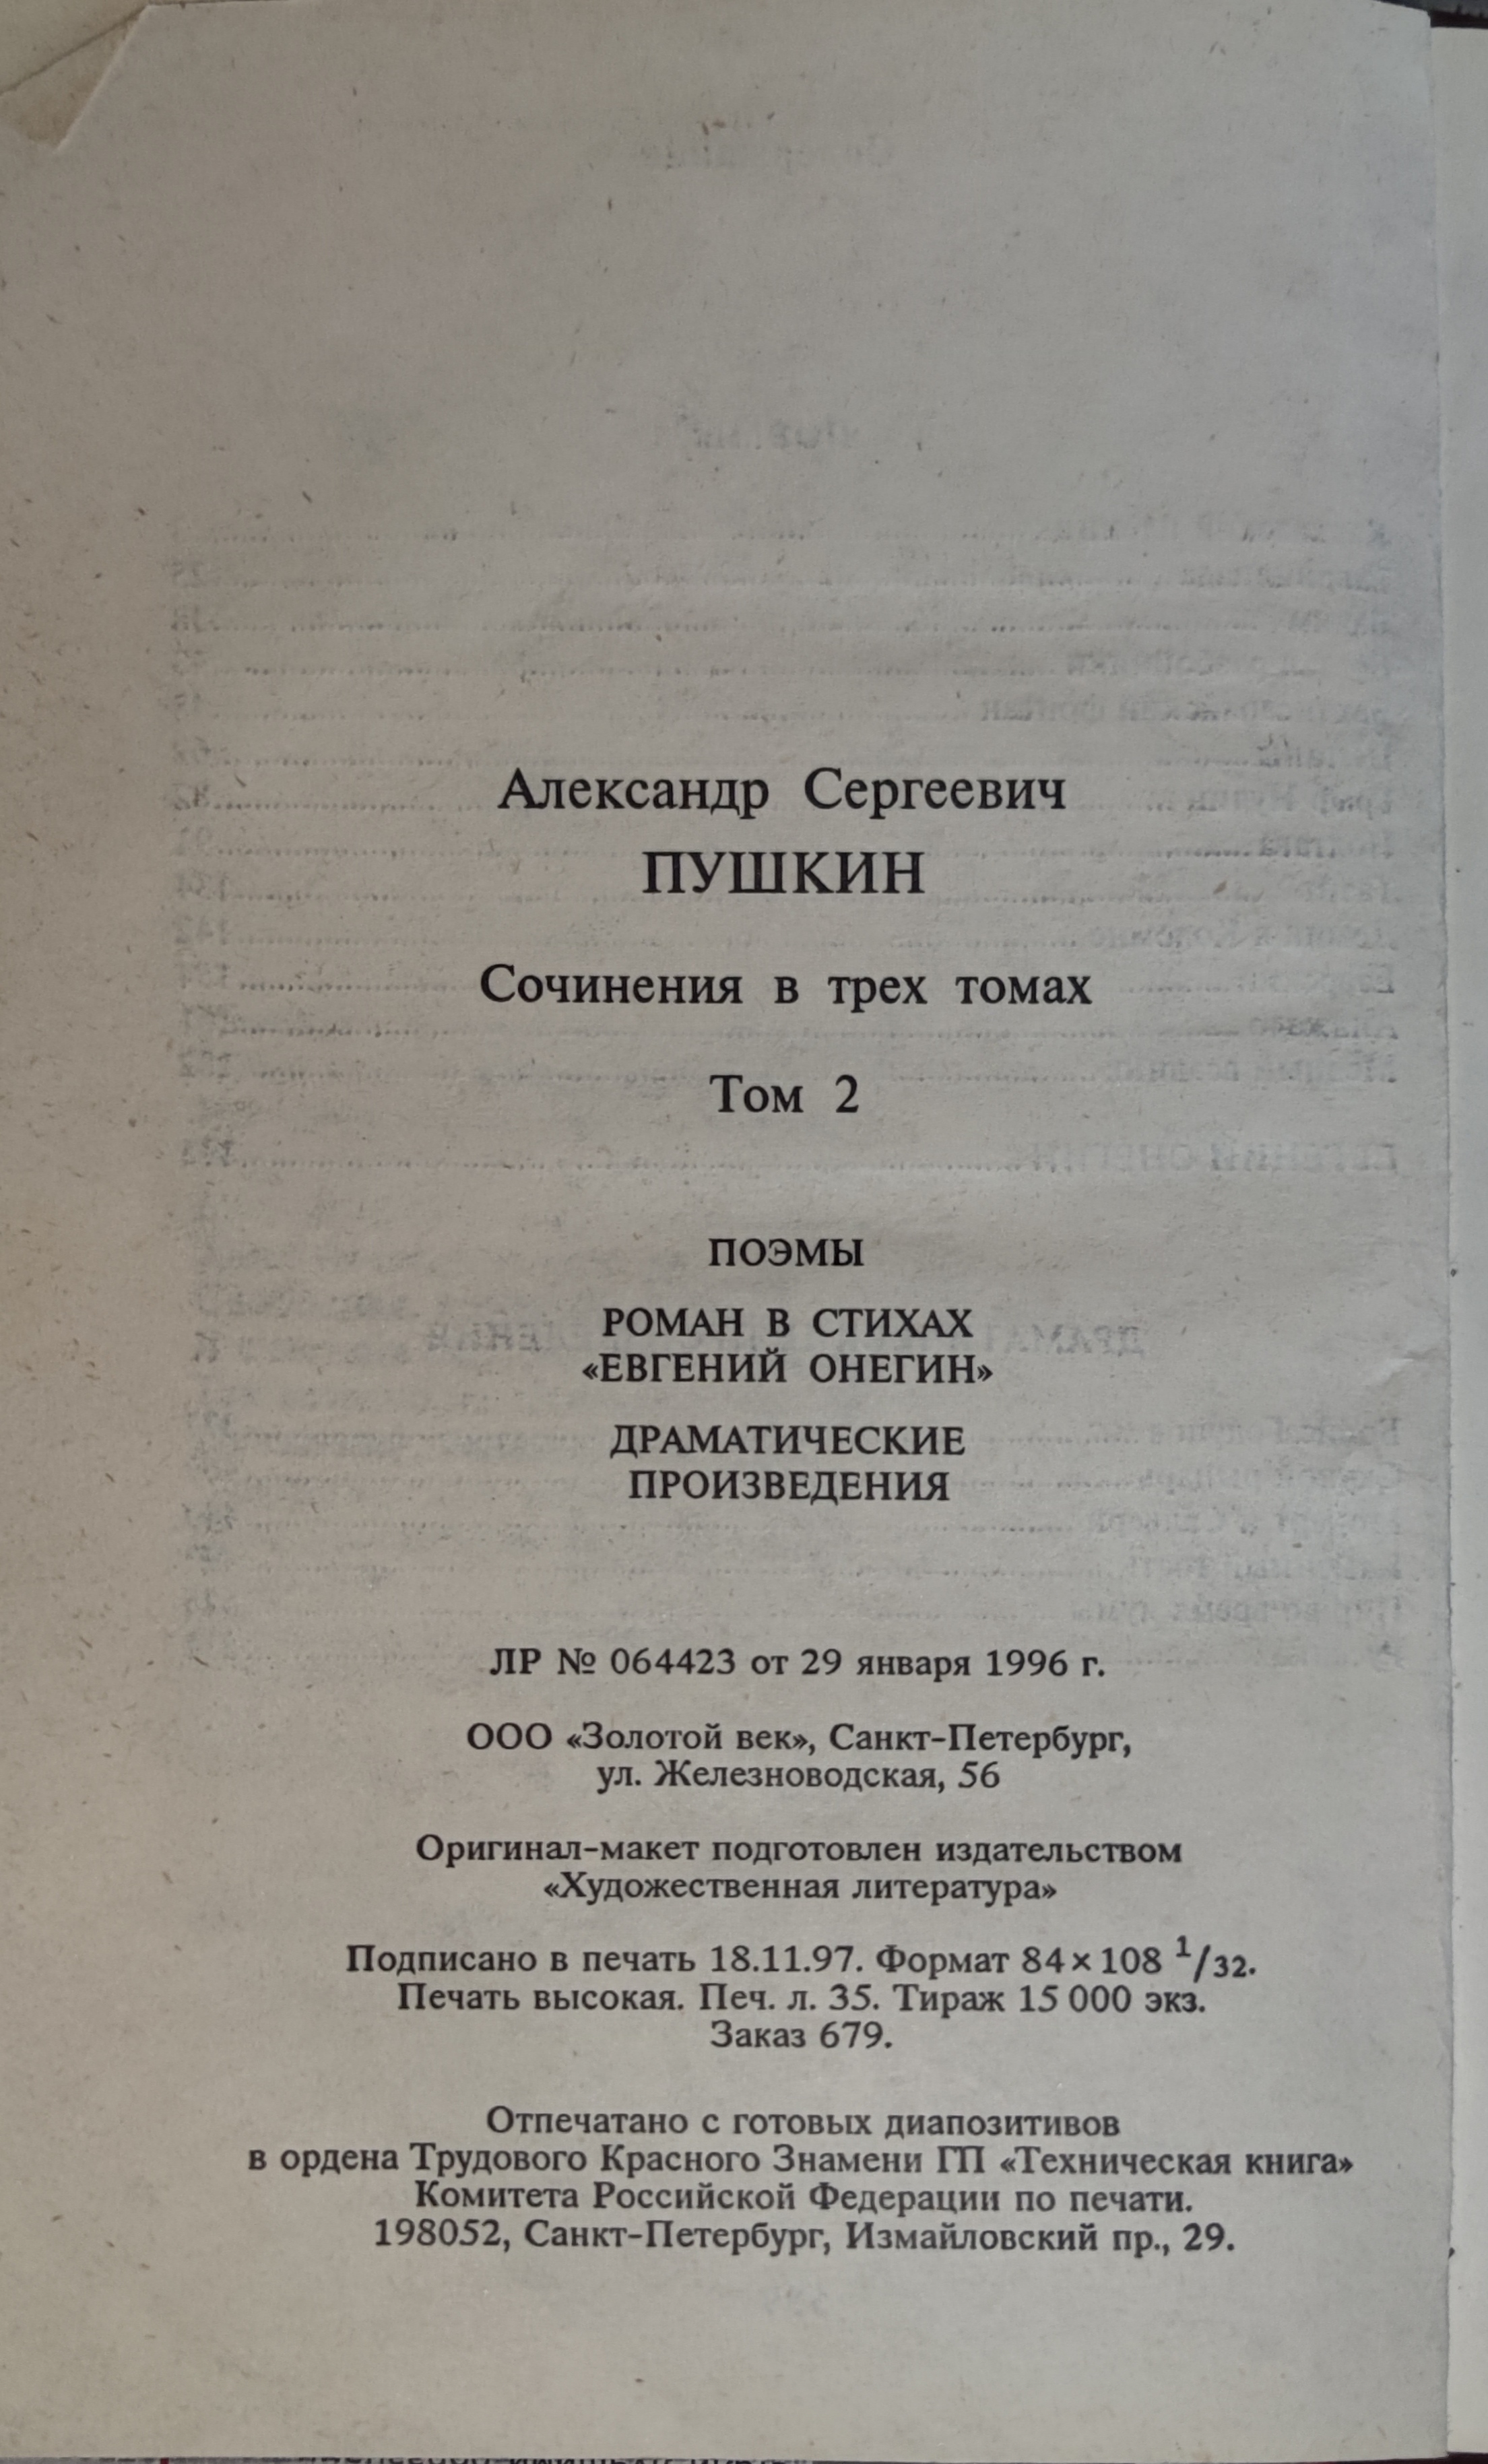 Александр Сергеевич
ПУШКИН
Сочинения в трех томах
Том 2
ПОЭМЫ
РОМАН В СТИХАХ
«ЕВГЕНИЙ ОНЕГИН»
ДРАМАТИЧЕСКИЕ
ПРОИЗВЕДЕНИЯ
ЛР № 064423 от 29 января 1996 г.
ООО «Золотой век», Санкт-Петербург,
ул. Железноводская, 56
Оригинал-макет подготовлен издательством
«Художественная литература»
Подписано в печать 18.11.97. Формат 84×108 1/32.
Печать высокая. Печ. л. 35. Тираж 15 000 экз.
Заказ 679.
Отпечатано с готовых диапозитивов
в ордена Трудового Красного Знамени ГП «Техническая книга»
Комитета Российской Федерации по печати.
198052, Санкт-Петербург, Измайловский пр., 29.